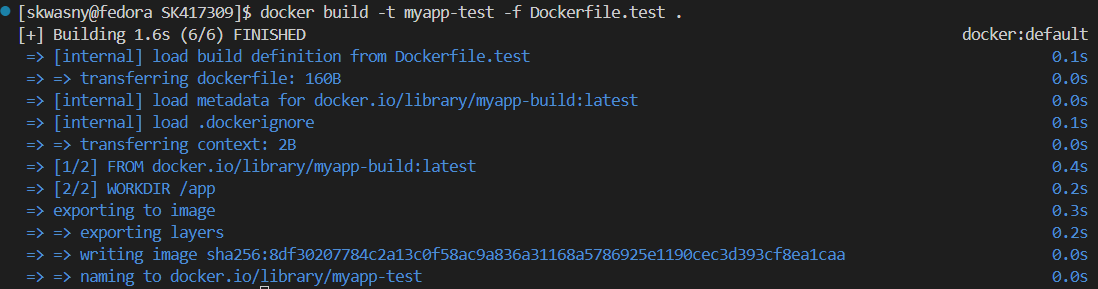 [skwasny@fedora SK417309]$ docker build -t myapp-test -f Dockerfile.test .
[+] Building 1.6s (6/6) FINISHED docker:default
=> [internal] load build definition from Dockerfile.test 0.1s
=> => transferring dockerfile: 160B 0.0s
=> [internal] load metadata for docker.io/library/myapp-build:latest 0.0s
=> [internal] load .dockerignore 0.1s
=> => transferring context: 2B 0.0s
=> [1/2] FROM docker.io/library/myapp-build:latest 0.4s
=> [2/2] WORKDIR /app 0.2s
=> exporting to image 0.3s
=> => exporting layers 0.2s
=> => writing image sha256:8df30207784c2a13c0f58ac9a836a31168a5786925e1190cec3d393cf8ea1caa 0.0s
=> => naming to docker.io/library/myapp-test 0.0s